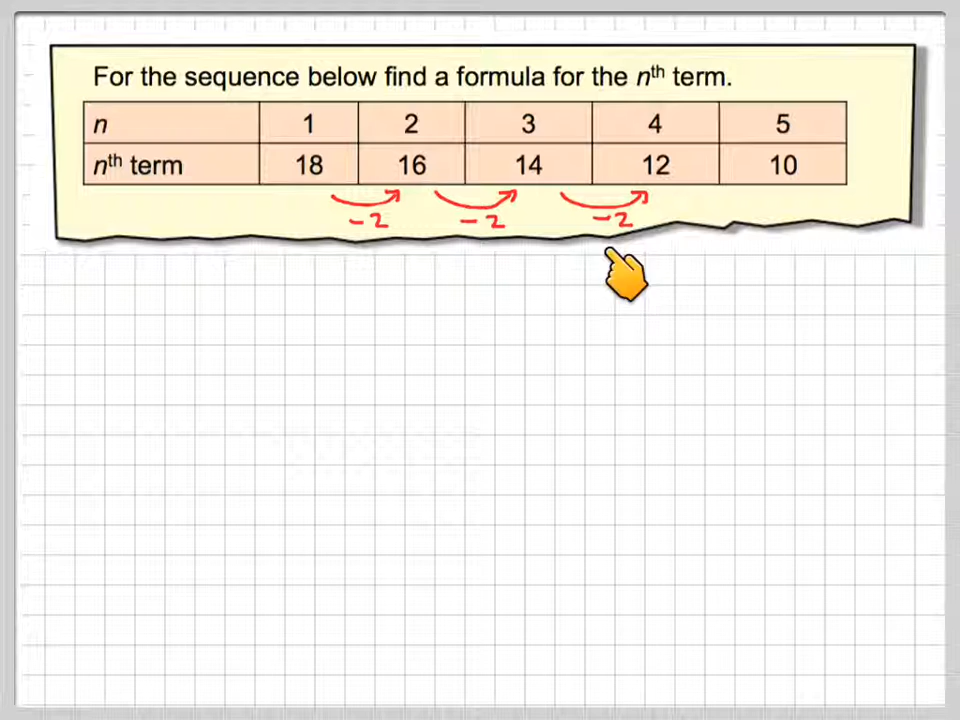 For the sequence below find a formula for the nth term.
n 1 2 3 4 5
nth term 18 16 14 12 10
-2 -2 -2